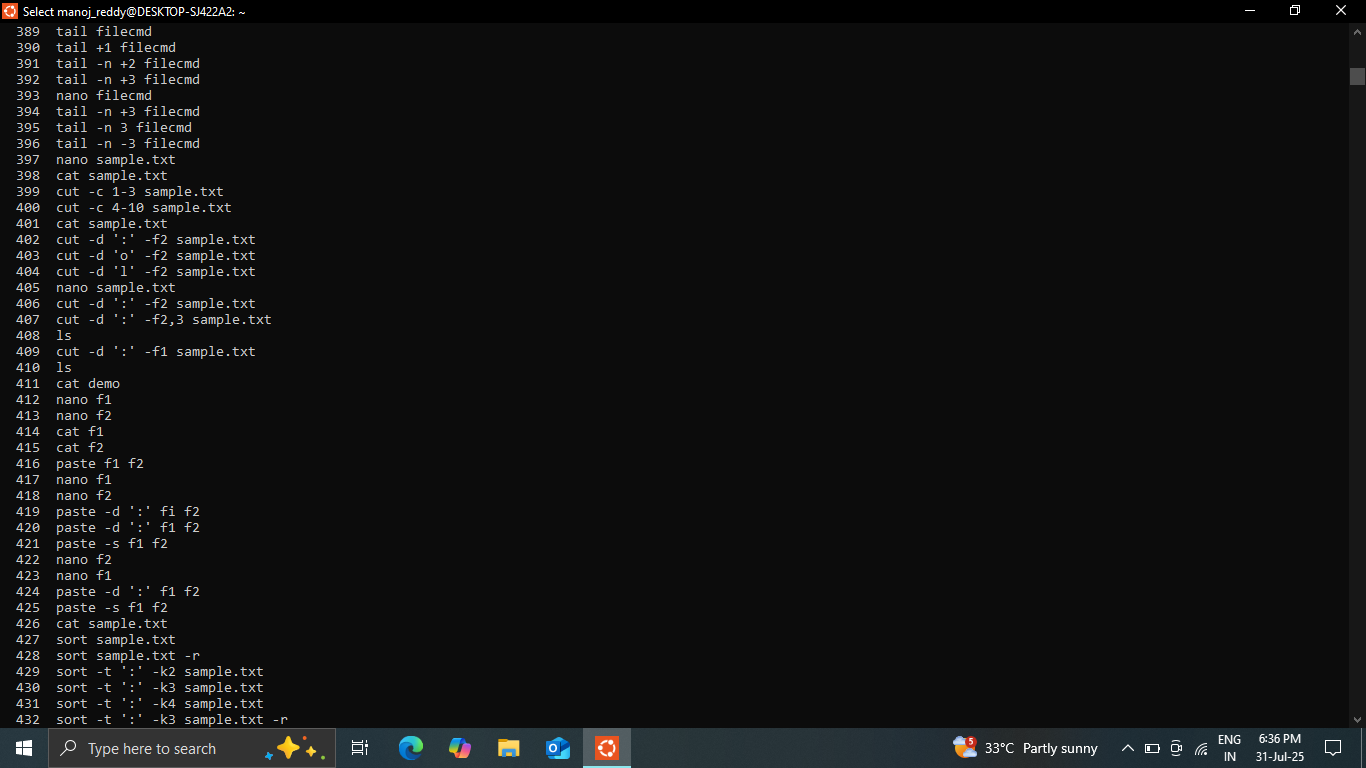 Select manoj_reddy@DESKTOP-SJ422A2: ~
389 tail filecmd
390 tail +1 filecmd
391 tail -n +2 filecmd
392 tail -n +3 filecmd
393 nano filecmd
394 tail -n +3 filecmd
395 tail -n 3 filecmd
396 tail -n -3 filecmd
397 nano sample.txt
398 cat sample.txt
399 cut -c 1-3 sample.txt
400 cut -c 4-10 sample.txt
401 cat sample.txt
402 cut -d ':' -f2 sample.txt
403 cut -d 'o' -f2 sample.txt
404 cut -d 'l' -f2 sample.txt
405 nano sample.txt
406 cut -d ':' -f2 sample.txt
407 cut -d ':' -f2,3 sample.txt
408 ls
409 cut -d ':' -f1 sample.txt
410 ls
411 cat demo
412 nano f1
413 nano f2
414 cat f1
415 cat f2
416 paste f1 f2
417 nano f1
418 nano f2
419 paste -d ':' fi f2
420 paste -d ':' f1 f2
421 paste -s f1 f2
422 nano f2
423 nano f1
424 paste -d ':' f1 f2
425 paste -s f1 f2
426 cat sample.txt
427 sort sample.txt
428 sort sample.txt -r
429 sort -t ':' -k2 sample.txt
430 sort -t ':' -k3 sample.txt
431 sort -t ':' -k4 sample.txt
432 sort -t ':' -k3 sample.txt -r
Type here to search
5
33°C Partly sunny
ENG
IN
6:36 PM
31-Jul-25